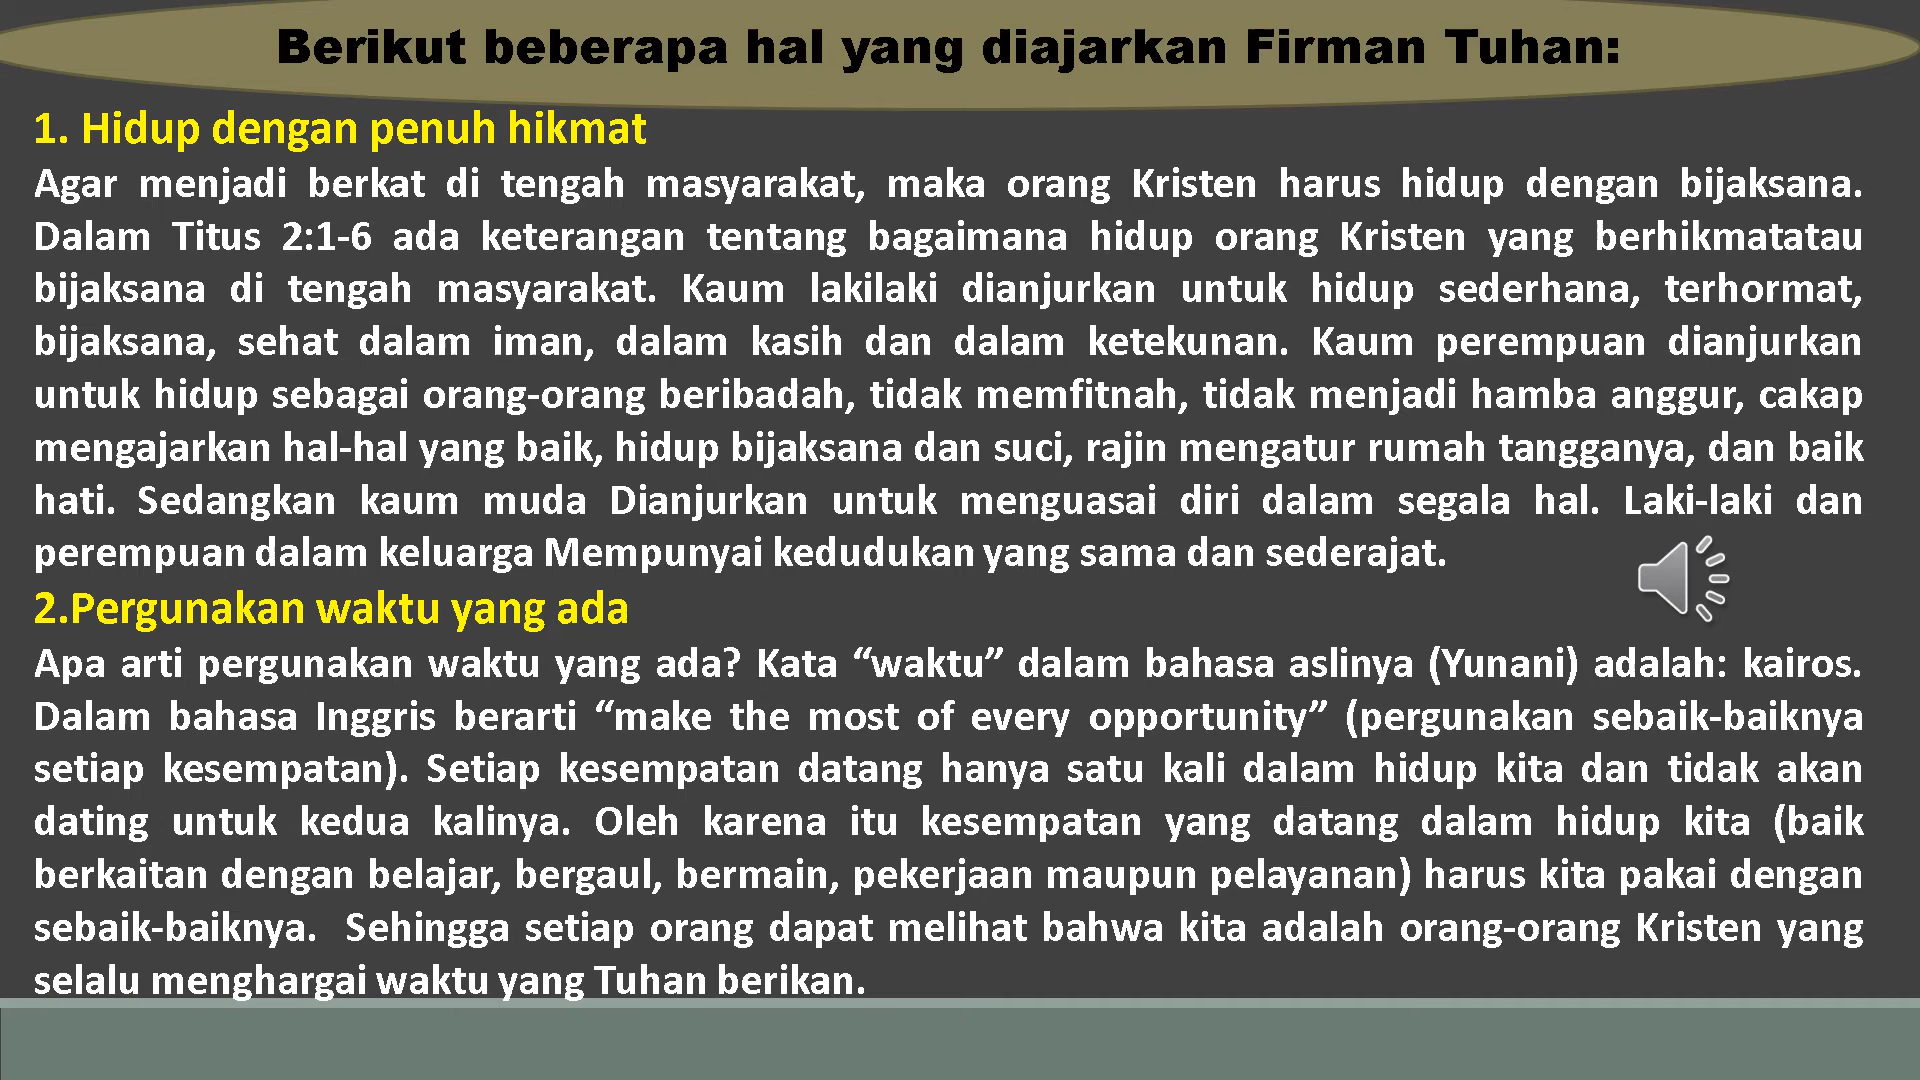 Berikut beberapa hal yang diajarkan Firman Tuhan:
1. Hidup dengan penuh hikmat
Agar menjadi berkat di tengah masyarakat, maka orang Kristen harus hidup dengan bijaksana.
Dalam Titus 2:1-6 ada keterangan tentang bagaimana hidup orang Kristen yang berhikmatatau
bijaksana di tengah masyarakat. Kaum lakilaki dianjurkan untuk hidup sederhana, terhormat,
bijaksana, sehat dalam iman, dalam kasih dan dalam ketekunan. Kaum perempuan dianjurkan
untuk hidup sebagai orang-orang beribadah, tidak memfitnah, tidak menjadi hamba anggur, cakap
mengajarkan hal-hal yang baik, hidup bijaksana dan suci, rajin mengatur rumah tangganya, dan baik
hati. Sedangkan kaum muda Dianjurkan untuk menguasai diri dalam segala hal. Laki-laki dan
perempuan dalam keluarga Mempunyai kedudukan yang sama dan sederajat.
2.Pergunakan waktu yang ada
Apa arti pergunakan waktu yang ada? Kata “waktu” dalam bahasa aslinya (Yunani) adalah: kairos.
Dalam bahasa Inggris berarti “make the most of every opportunity” (pergunakan sebaik-baiknya
setiap kesempatan). Setiap kesempatan datang hanya satu kali dalam hidup kita dan tidak akan
dating untuk kedua kalinya. Oleh karena itu kesempatan yang datang dalam hidup kita (baik
berkaitan dengan belajar, bergaul, bermain, pekerjaan maupun pelayanan) harus kita pakai dengan
sebaik-baiknya.  Sehingga setiap orang dapat melihat bahwa kita adalah orang-orang Kristen yang
selalu menghargai waktu yang Tuhan berikan.